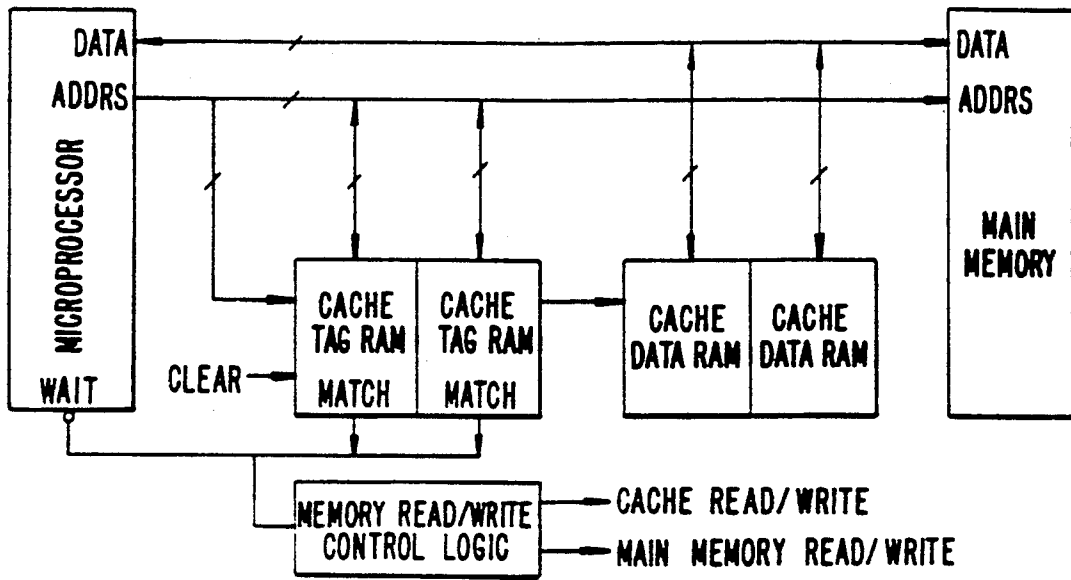 DATA
ADDRS
MICROPROCESSOR
WAIT
CLEAR
CACHE
TAG RAM
MATCH
CACHE
TAG RAM
MATCH
CACHE
DATA RAM
CACHE
DATA RAM
DATA
ADDRS
MAIN
MEMORY
MEMORY READ/WRITE
CONTROL LOGIC
CACHE READ/WRITE
MAIN MEMORY READ/WRITE